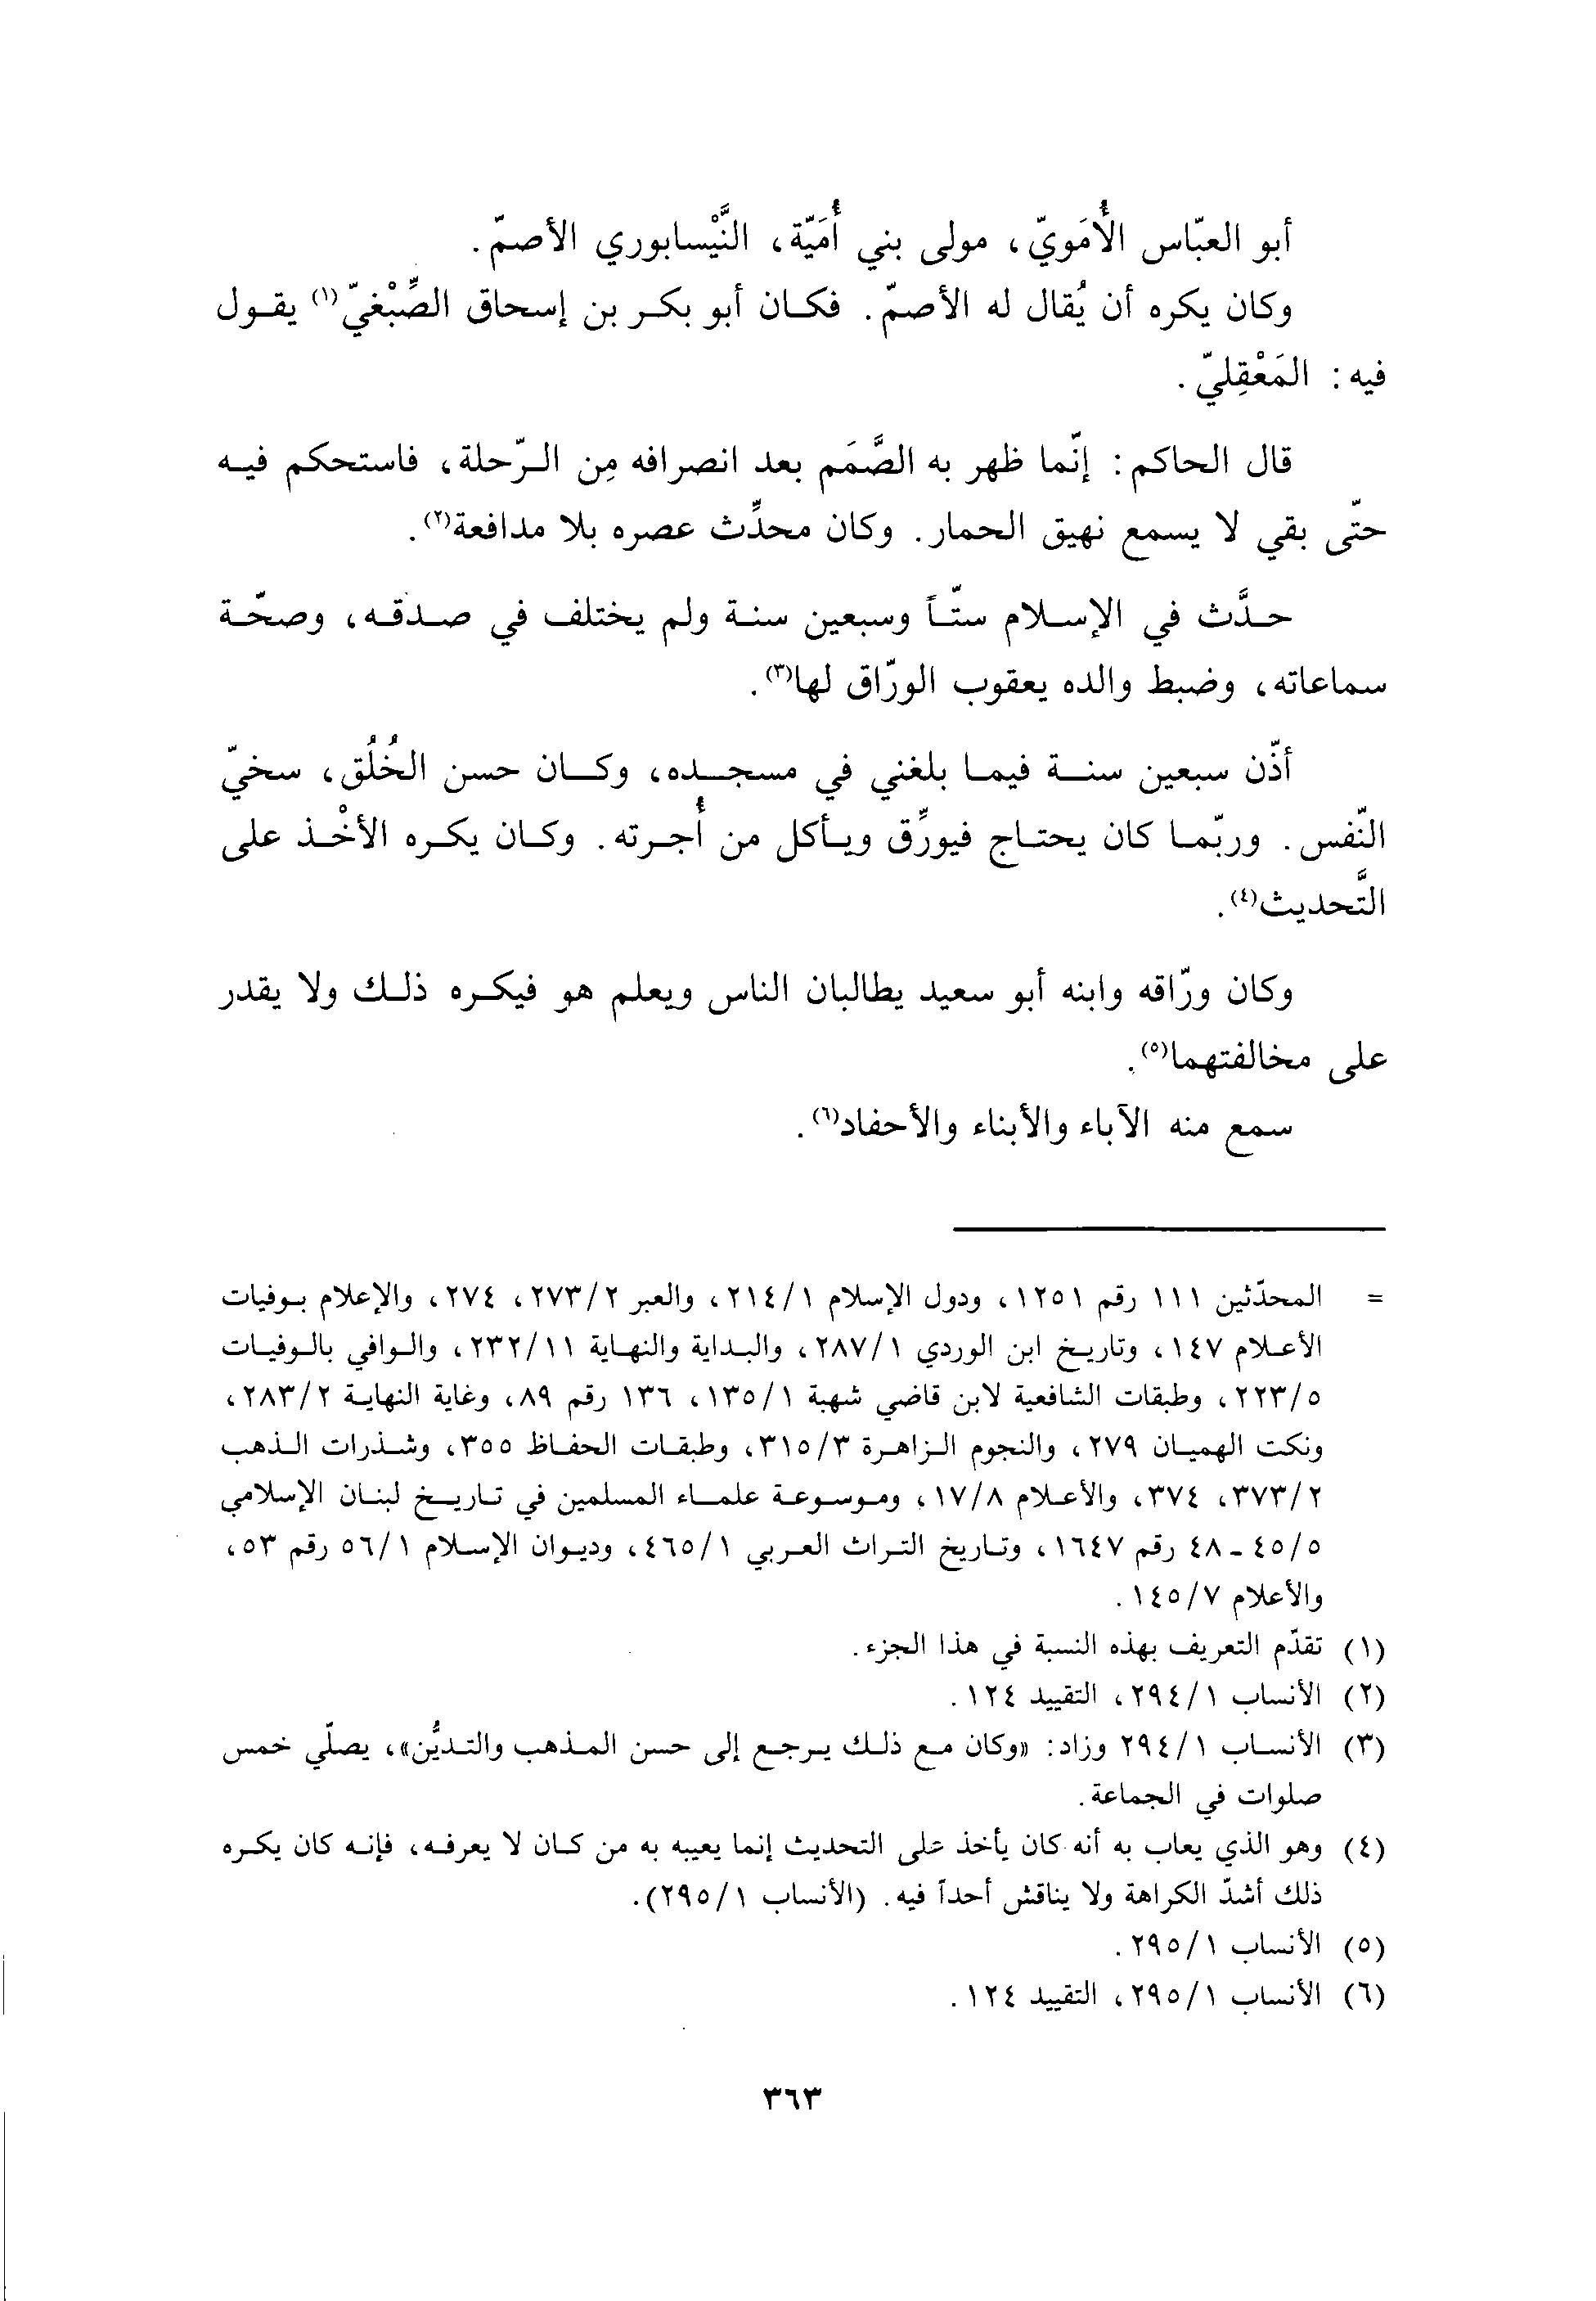 أبو العبّاس الأُمَويّ، مولى بني أُمَيّة، النَّيْسابوري الأصمّ.
وكان يكره أن يُقال له الأصمّ. فكان أبو بكر بن إسحاق الصِّبْغيّ(١) يقول
فيه: المَعْقِليّ.
قال الحاكم: إنّما ظهر به الصَّمَم بعد انصرافه مِن الرّحلة، فاستحكم فيه
حتّى بقي لا يسمع نهيق الحمار. وكان محدِّث عصره بلا مدافعة(٢).
حدَّث في الإسلام ستّاً وسبعين سنة ولم يختلف في صدقه، وصحّة
سماعاته، وضبط والده يعقوب الورّاق لها(٣).
أذّن سبعين سنة فيما بلغني في مسجده، وكان حسن الخُلُق، سخيّ
النّفس. وربّما كان يحتاج فيورِّق ويأكل من أُجرته. وكان يكره الأخْذ على
التَّحديث(٤).
وكان ورّاقه وابنه أبو سعيد يطالبان الناس ويعلم هو فيكره ذلك ولا يقدر
على مخالفتهما(٥).
سمع منه الآباء والأبناء والأحفاد(٦).
= المحدّثين ١١١ رقم ١٢٥١، ودول الإسلام ٢١٤/١، والعبر ٢٧٣/٢، ٢٧٤، والإعلام بوفيات
الأعلام ١٤٧، وتاريخ ابن الوردي ٢٨٧/١، والبداية والنهاية ٢٣٢/١١، والوافي بالوفيات
٢٢٣/٥، وطبقات الشافعية لابن قاضي شهبة ١٣٥/١، ١٣٦ رقم ٨٩، وغاية النهاية ٢٨٣/٢،
ونكت الهميان ٢٧٩، والنجوم الزاهرة ٣١٥/٣، وطبقات الحفاظ ٣٥٥، وشذرات الذهب
٣٧٣/٢، ٣٧٤، والأعلام ١٧/٨، وموسوعة علماء المسلمين في تاريخ لبنان الإسلامي
٤٥/٥ - ٤٨ رقم ١٦٤٧، وتاريخ التراث العربي ٤٦٥/١، وديوان الإسلام ٥٦/١ رقم ٥٣،
والأعلام ١٤٥/٧.
(١) تقدّم التعريف بهذه النسبة في هذا الجزء.
(٢) الأنساب ٢٩٤/١، التقييد ١٢٤.
(٣) الأنساب ٢٩٤/١ وزاد: «وكان مع ذلك يرجع إلى حسن المذهب والتديُّن»، يصلّي خمس
صلوات في الجماعة.
(٤) وهو الذي يعاب به أنه كان يأخذ على التحديث إنما يعيبه به من كان لا يعرفه، فإنه كان يكره
ذلك أشدّ الكراهة ولا يناقش أحداً فيه. (الأنساب ٢٩٥/١).
(٥) الأنساب ٢٩٥/١.
(٦) الأنساب ٢٩٥/١، التقييد ١٢٤.
٣٦٣